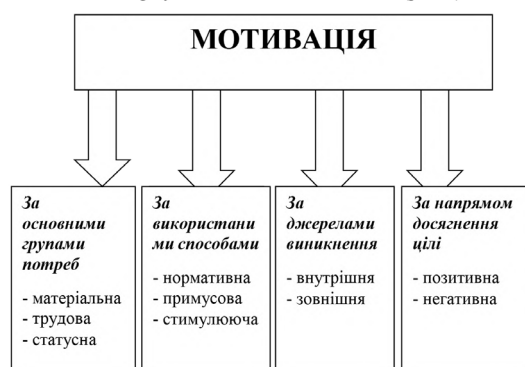 МОТИВАЦІЯ
За
основними
групами
потреб
- матеріальна
- трудова
- статусна
За
використани
ми способами
- нормативна
- примусова
- стимулююча
За
джерелами
виникнення
- внутрішня
- зовнішня
За напрямом
досягнення
цілі
- позитивна
- негативна